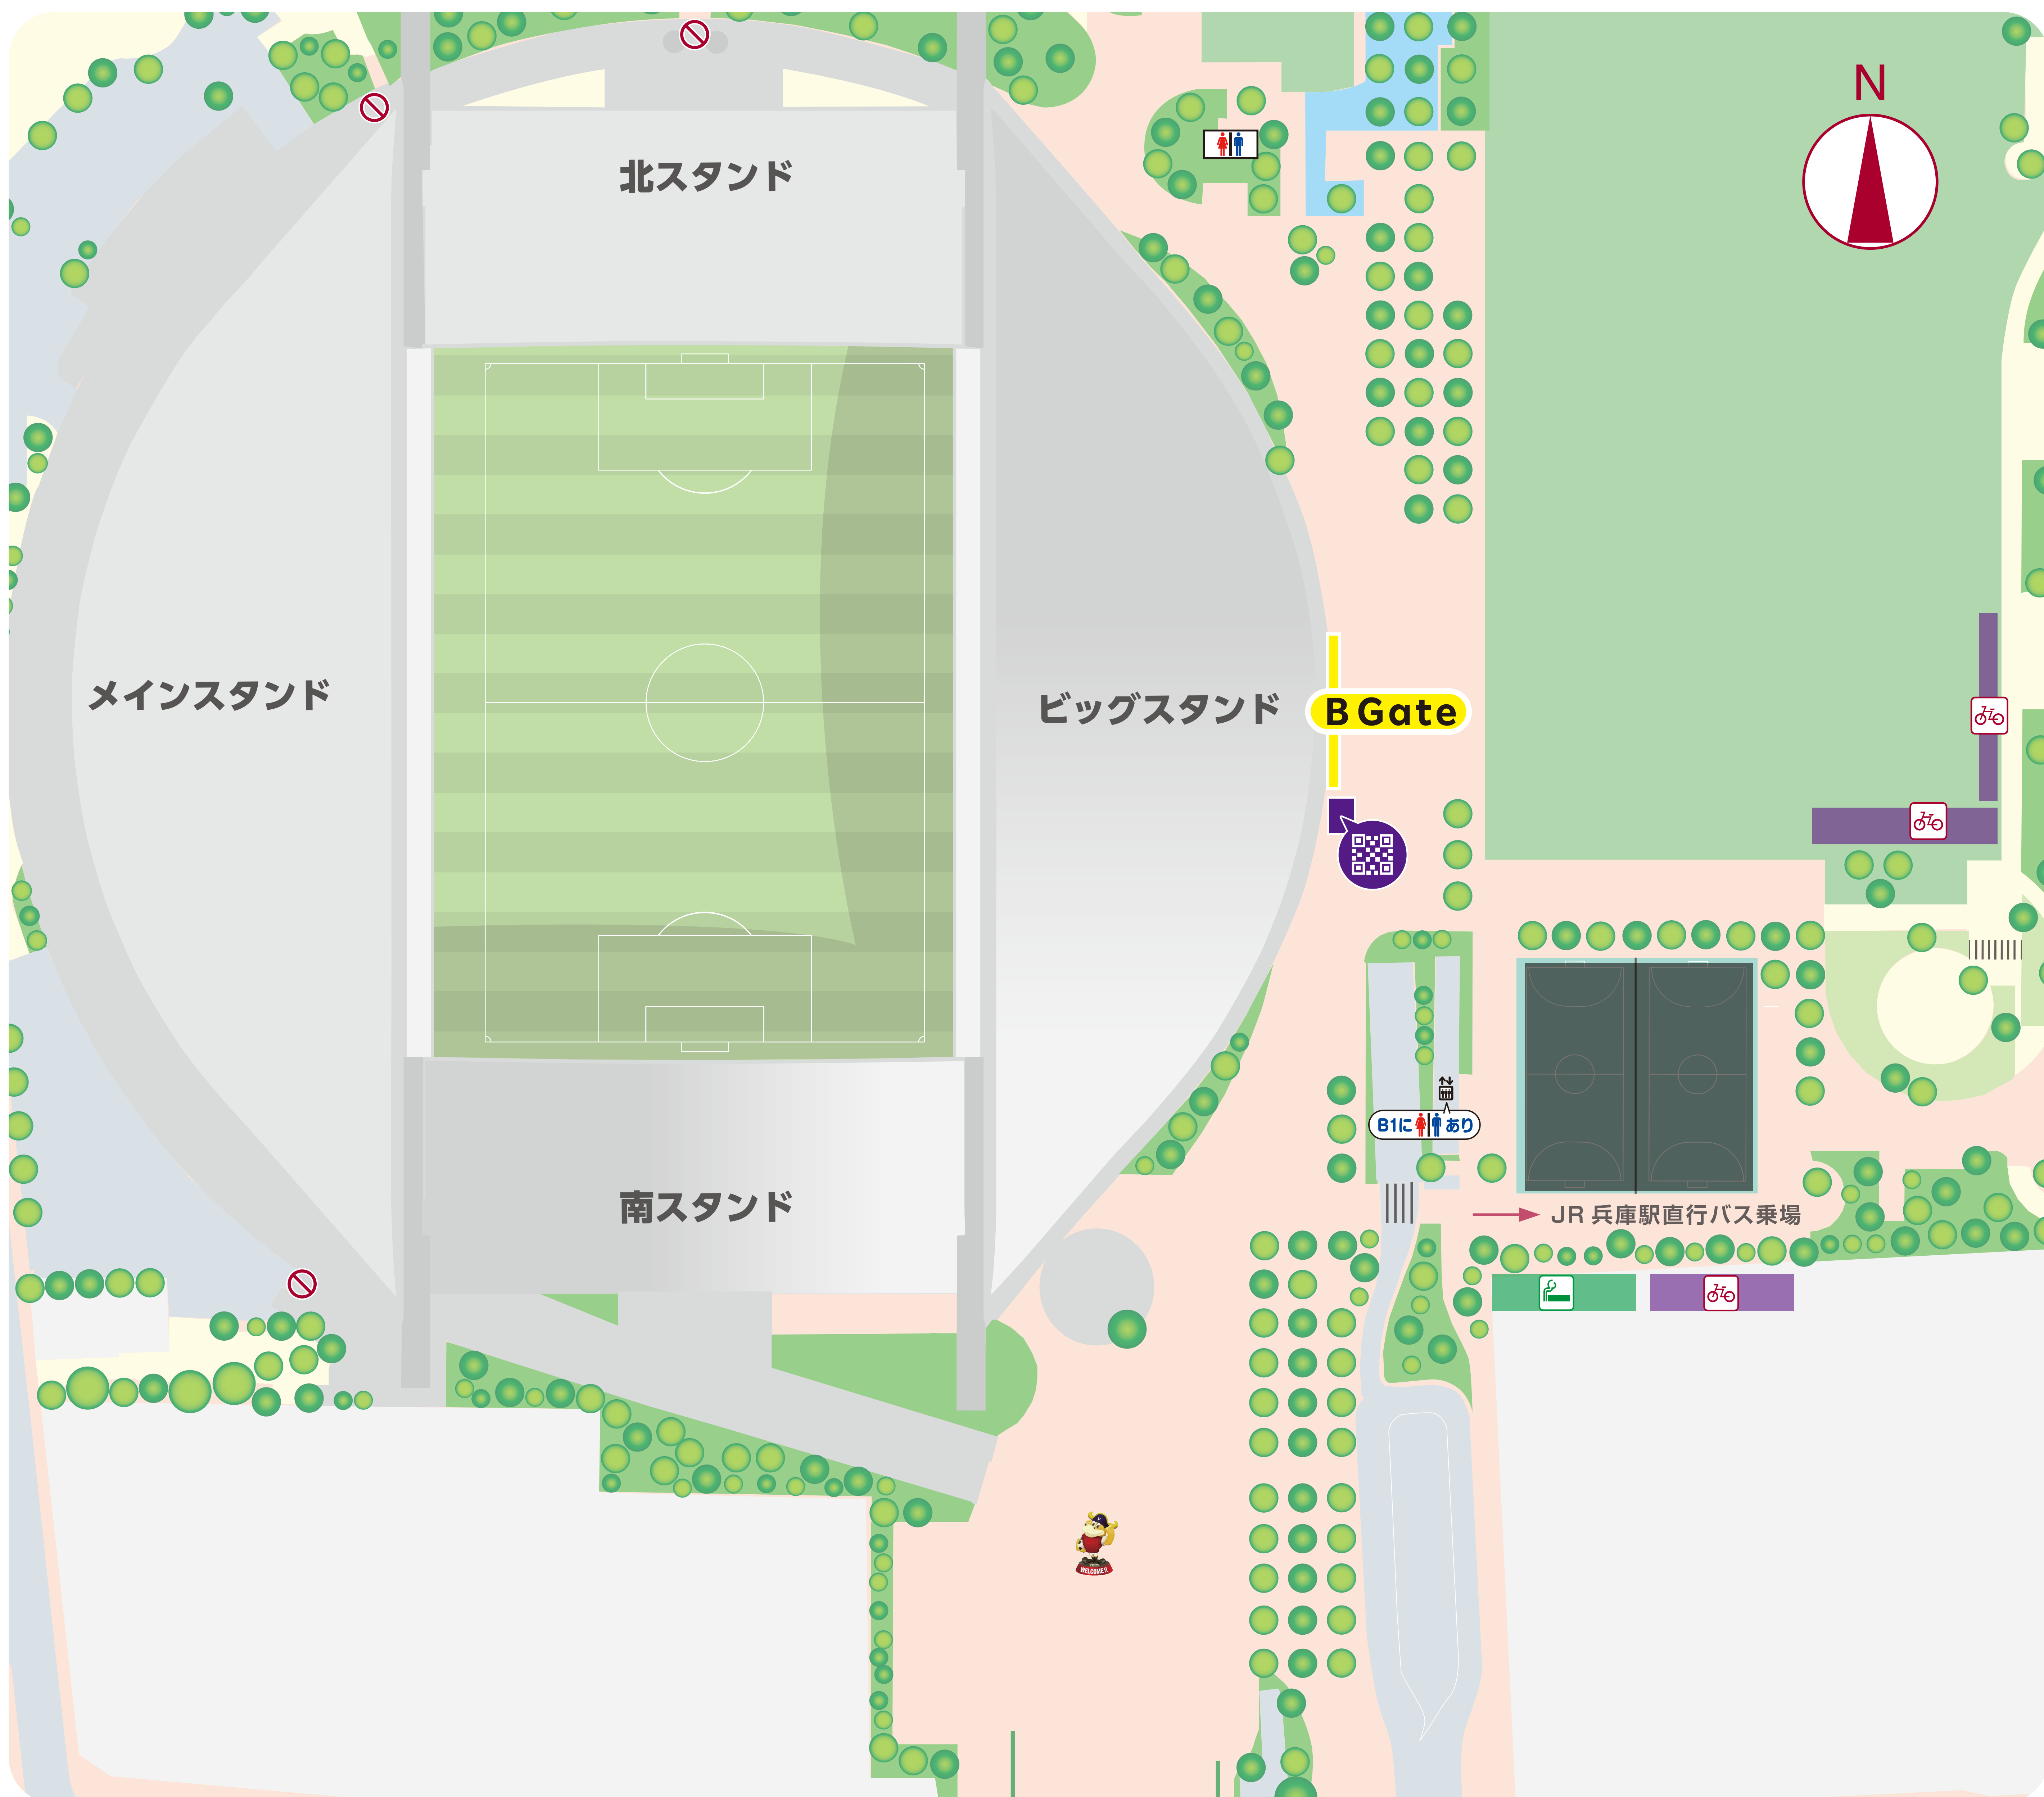 N
北スタンド
メインスタンド
ビッグスタンド
B Gate
B1に
あり
南スタンド
JR 兵庫駅直行バス乗場
WELCOME!!